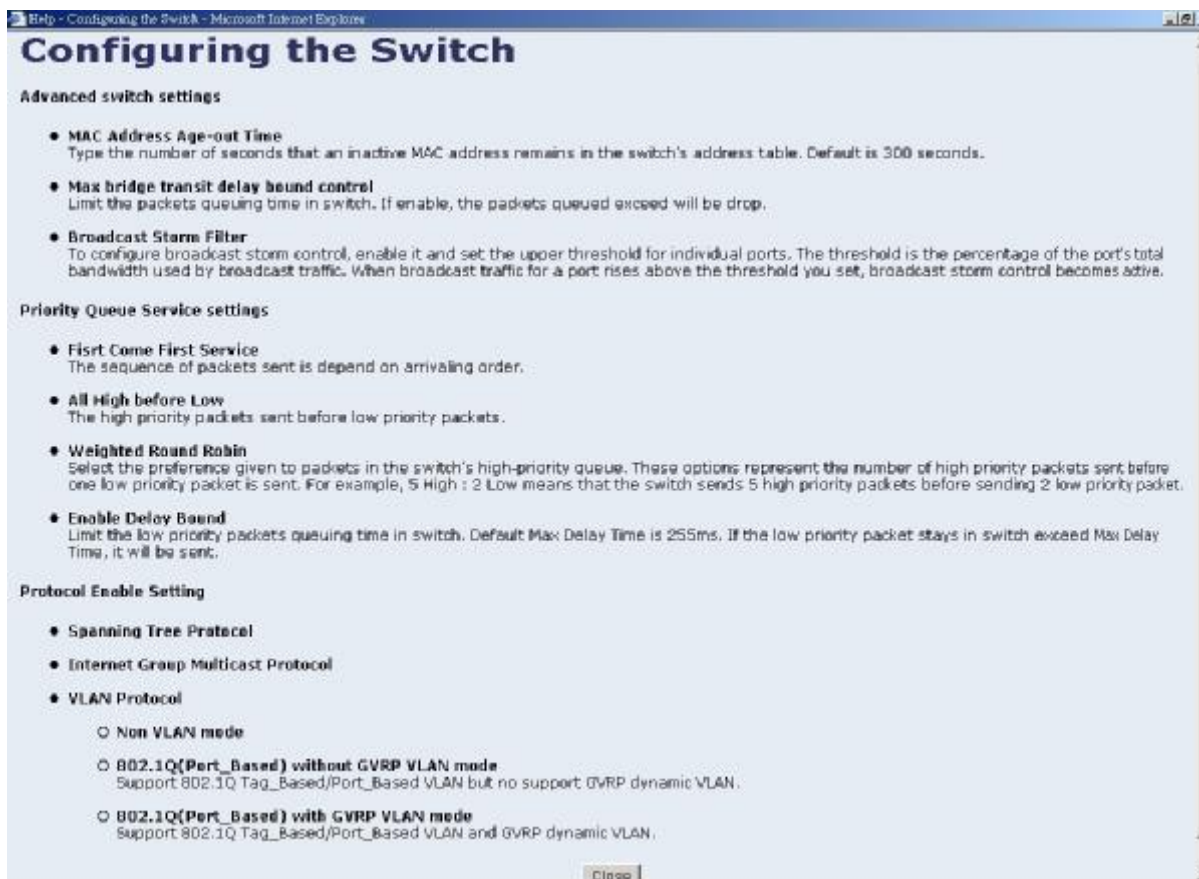 Help - Configuring the Switch - Microsoft Internet Explorer
Configuring the Switch
Advanced switch settings
MAC Address Age-out Time
Type the number of seconds that an inactive MAC address remains in the switch's address table. Default is 300 seconds.
Max bridge transit delay bound control
Limit the packets queuing time in switch. If enable, the packets queued exceed will be drop.
Broadcast Storm Filter
To configure broadcast storm control, enable it and set the upper threshold for individual ports. The threshold is the percentage of the port's total
bandwidth used by broadcast traffic. When broadcast traffic for a port rises above the threshold you set, broadcast storm control becomes active.
Priority Queue Service settings
Fisrt Come First Service
The sequence of packets sent is depend on arrivaling order.
All High before Low
The high priority packets sent before low priority packets.
Weighted Round Robin
Select the preference given to packets in the switch's high-priority queue. These options represent the number of high priority packets sent before
one low priority packet is sent. For example, 5 High : 2 Low means that the switch sends 5 high priority packets before sending 2 low priority packet.
Enable Delay Bound
Limit the low priority packets queuing time in switch. Default Max Delay Time is 255ms. If the low priority packet stays in switch exceed Max Delay
Time, it will be sent.
Protocol Enable Setting
Spanning Tree Protocol
Internet Group Multicast Protocol
VLAN Protocol
Non VLAN mode
802.1Q(Port_Based) without GVRP VLAN mode
Support 802.1Q Tag_Based/Port_Based VLAN but no support GVRP dynamic VLAN.
802.1Q(Port_Based) with GVRP VLAN mode
Support 802.1Q Tag_Based/Port_Based VLAN and GVRP dynamic VLAN.
Close